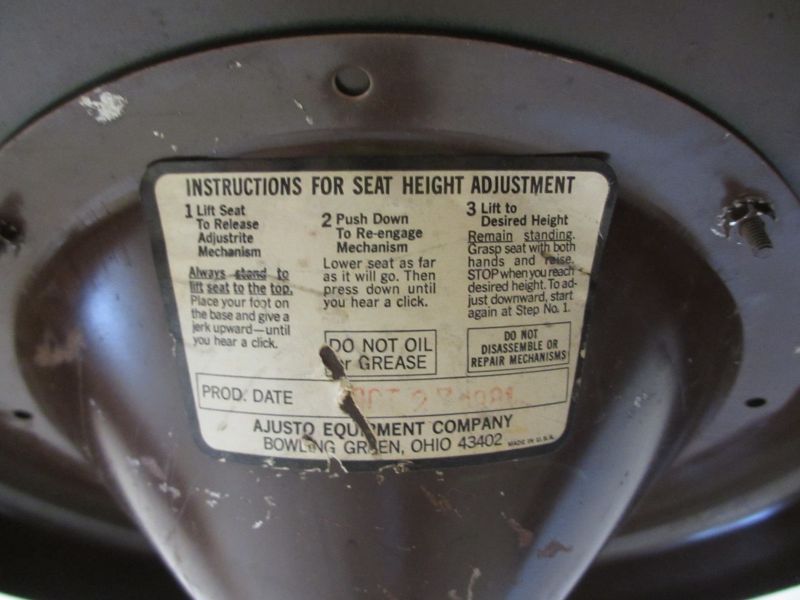 INSTRUCTIONS FOR SEAT HEIGHT ADJUSTMENT
1 Lift Seat
To Release
Adjustrite
Mechanism
Always stand to
lift seat to the top.
Place your foot on
the base and give a
jerk upward—until
you hear a click.
2 Push Down
To Re-engage
Mechanism
Lower seat as far
as it will go. Then
press down until
you hear a click.
DO NOT OIL
or GREASE
3 Lift to
Desired Height
Remain standing.
Grasp seat with both
hands and raise.
STOP when you reach
desired height. To ad-
just downward, start
again at Step No. 1.
DO NOT
DISASSEMBLE OR
REPAIR MECHANISMS
PROD. DATE OCT 27
AJUSTO EQUIPMENT COMPANY
BOWLING GREEN, OHIO 43402 MADE IN U.S.A.